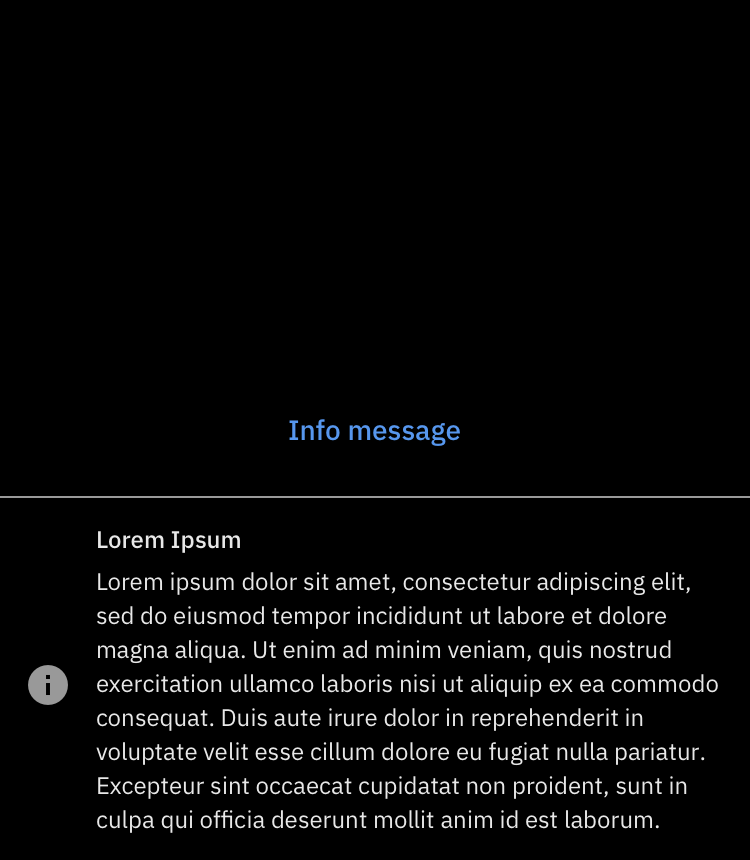 Info message
Lorem Ipsum
Lorem ipsum dolor sit amet, consectetur adipiscing elit,
sed do eiusmod tempor incididunt ut labore et dolore
magna aliqua. Ut enim ad minim veniam, quis nostrud
exercitation ullamco laboris nisi ut aliquip ex ea commodo
consequat. Duis aute irure dolor in reprehenderit in
voluptate velit esse cillum dolore eu fugiat nulla pariatur.
Excepteur sint occaecat cupidatat non proident, sunt in
culpa qui officia deserunt mollit anim id est laborum.